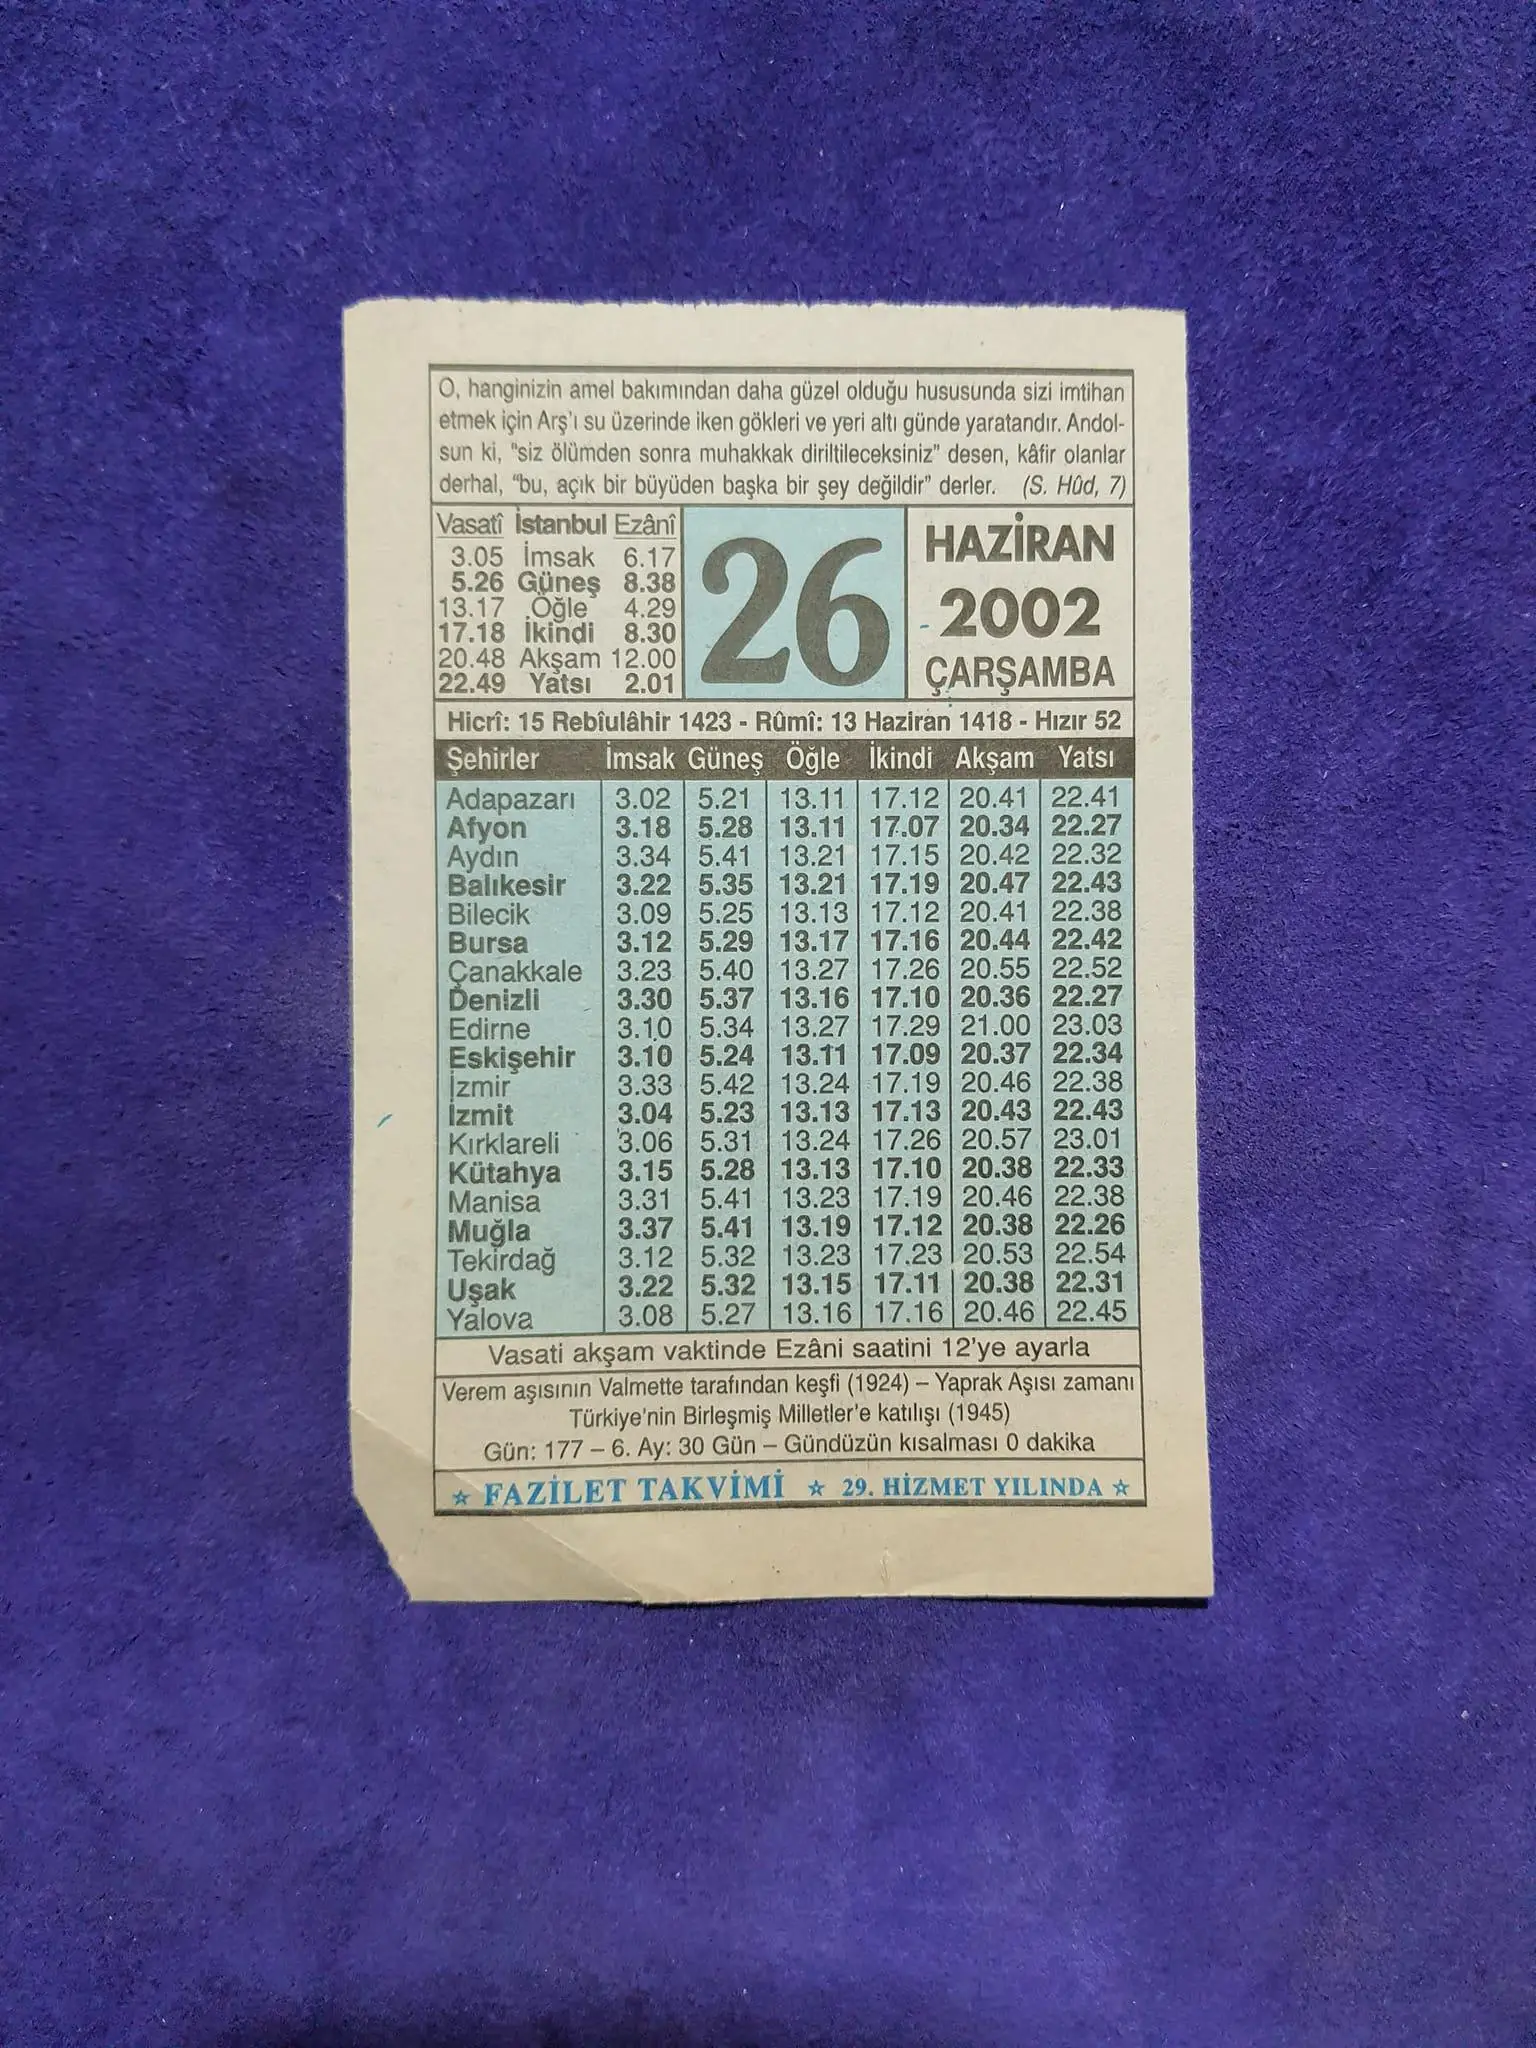 O, hanginizin amel bakımından daha güzel olduğu hususunda sizi imtihan
etmek için Arş'ı su üzerinde iken gökleri ve yeri altı günde yaratandır. Andol-
sun ki, "siz ölümden sonra muhakkak diriltileceksiniz" desen, kâfir olanlar
derhal, "bu, açık bir büyüden başka bir şey değildir" derler. (S. Hûd, 7)
Vasatî İstanbul Ezânî
3.05 İmsak 6.17
5.26 Güneş 8.38
13.17 Öğle 4.29
17.18 İkindi 8.30
20.48 Akşam 12.00
22.49 Yatsı 2.01
26
HAZİRAN
2002
ÇARŞAMBA
Hicrî: 15 Rebîulâhir 1423 - Rûmî: 13 Haziran 1418 - Hızır 52
Şehirler İmsak Güneş Öğle İkindi Akşam Yatsı
Adapazarı 3.02 5.21 13.11 17.12 20.41 22.41
Afyon 3.18 5.28 13.11 17.07 20.34 22.27
Aydın 3.34 5.41 13.21 17.15 20.42 22.32
Balıkesir 3.22 5.35 13.21 17.19 20.47 22.43
Bilecik 3.09 5.25 13.13 17.12 20.41 22.38
Bursa 3.12 5.29 13.17 17.16 20.44 22.42
Çanakkale 3.23 5.40 13.27 17.26 20.55 22.52
Denizli 3.30 5.37 13.16 17.10 20.36 22.27
Edirne 3.10 5.34 13.27 17.29 21.00 23.03
Eskişehir 3.10 5.24 13.11 17.09 20.37 22.34
İzmir 3.33 5.42 13.24 17.19 20.46 22.38
İzmit 3.04 5.23 13.13 17.13 20.43 22.43
Kırklareli 3.06 5.31 13.24 17.26 20.57 23.01
Kütahya 3.15 5.28 13.13 17.10 20.38 22.33
Manisa 3.31 5.41 13.23 17.19 20.46 22.38
Muğla 3.37 5.41 13.19 17.12 20.38 22.26
Tekirdağ 3.12 5.32 13.23 17.23 20.53 22.54
Uşak 3.22 5.32 13.15 17.11 20.38 22.31
Yalova 3.08 5.27 13.16 17.16 20.46 22.45
Vasati akşam vaktinde Ezâni saatini 12'ye ayarla
Verem aşısının Valmette tarafından keşfi (1924) – Yaprak Aşısı zamanı
Türkiye'nin Birleşmiş Milletler'e katılışı (1945)
Gün: 177 – 6. Ay: 30 Gün – Gündüzün kısalması 0 dakika
☆ FAZİLET TAKVİMİ ☆ 29. HİZMET YILINDA ☆